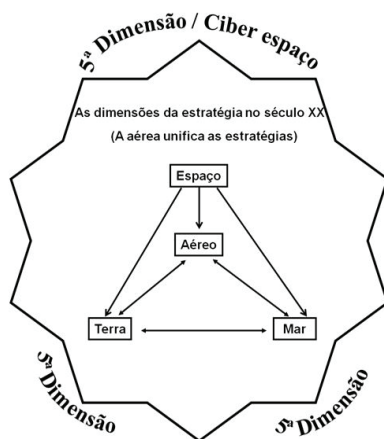 5ª Dimensão / Ciber espaço
As dimensões da estratégia no século XX
(A aérea unifica as estratégias)
Espaço
Aéreo
Terra
Mar
5ª Dimensão
5ª Dimensão